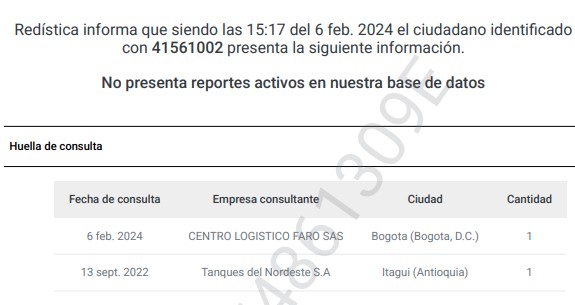 Redística informa que siendo las 15:17 del 6 feb. 2024 el ciudadano identificado
con 41561002 presenta la siguiente información.
No presenta reportes activos en nuestra base de datos
Huella de consulta
Fecha de consulta Empresa consultante Ciudad Cantidad
6 feb. 2024 CENTRO LOGISTICO FARO SAS Bogota (Bogota, D.C.) 1
13 sept. 2022 Tanques del Nordeste S.A Itagui (Antioquia) 1